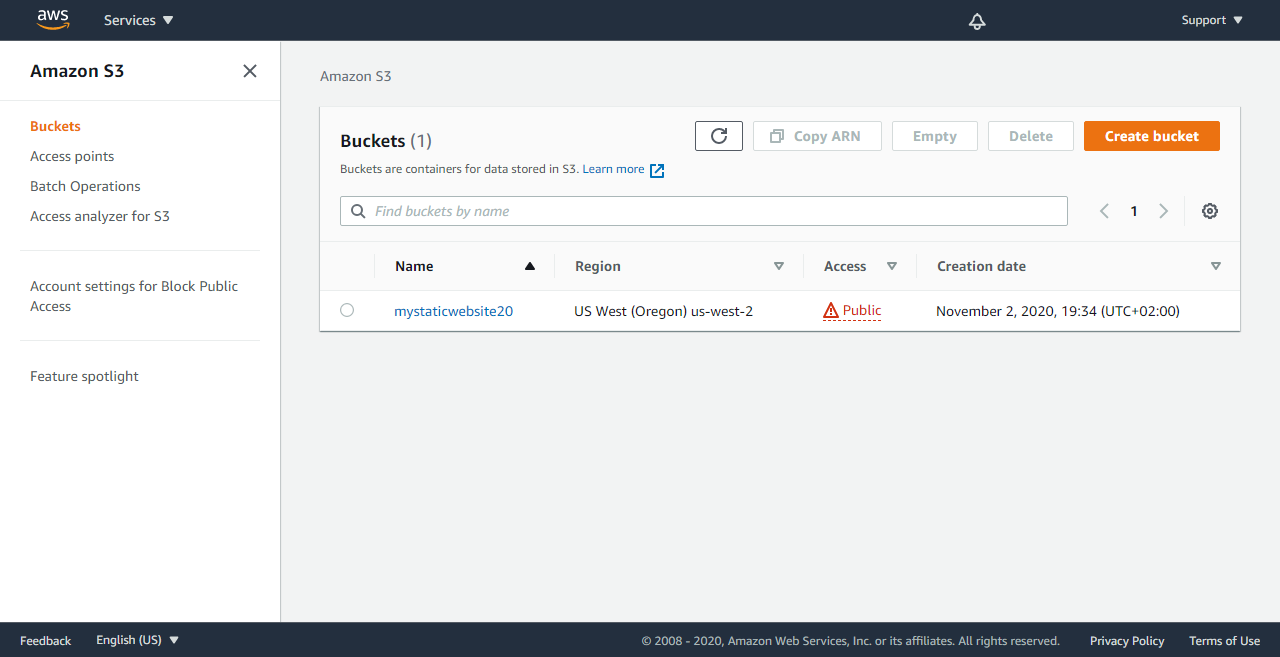 aws Services Support
Amazon S3
Buckets
Access points
Batch Operations
Access analyzer for S3
Account settings for Block Public
Access
Feature spotlight
Amazon S3
Buckets (1)
Copy ARN Empty Delete Create bucket
Buckets are containers for data stored in S3. Learn more
Find buckets by name
1
Name Region Access Creation date
mystaticwebsite20 US West (Oregon) us-west-2 Public November 2, 2020, 19:34 (UTC+02:00)
Feedback English (US) © 2008 - 2020, Amazon Web Services, Inc. or its affiliates. All rights reserved. Privacy Policy Terms of Use